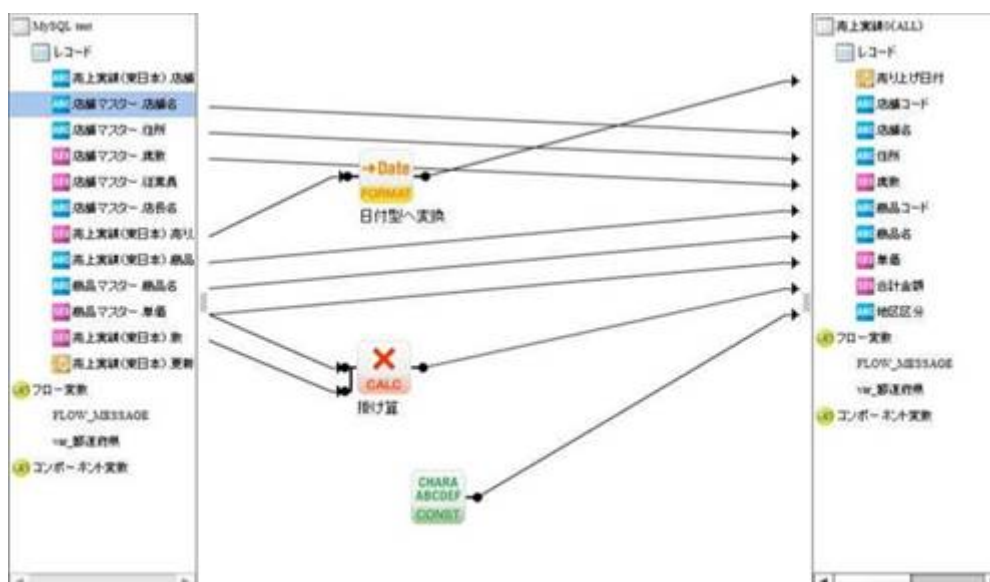 MySQL test
レコード
売上実績(東日本).店舗
店舗マスター.店舗名
店舗マスター.住所
店舗マスター.席数
店舗マスター.従業員
店舗マスター.店長名
売上実績(東日本).売り
売上実績(東日本).商品
商品マスター.商品名
商品マスター.単価
売上実績(東日本).数
売上実績(東日本).更新
フロー変数
FLOW_MESSAGE
var_都道府県
コンポーネント変数
→Date
FORMAT
日付型へ変換
CALC
掛け算
CHARA
ABCDEF
CONST
売上実績(ALL)
レコード
売り上げ日付
店舗コード
店舗名
住所
席数
商品コード
商品名
単価
合計金額
地区区分
フロー変数
FLOW_MESSAGE
var_都道府県
コンポーネント変数